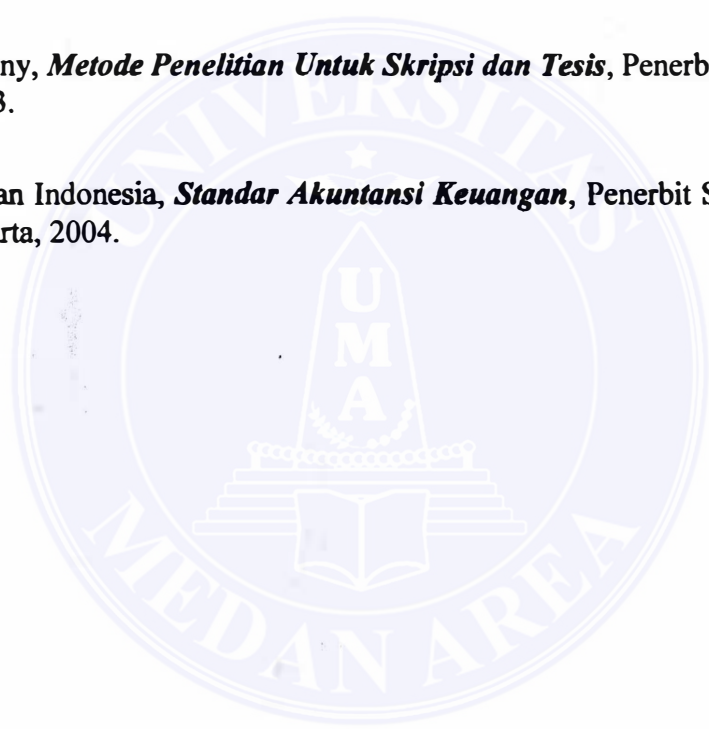 ny, Metode Penelitian Untuk Skripsi dan Tesis, Penerb
3.
an Indonesia, Standar Akuntansi Keuangan, Penerbit S
rta, 2004.
UNIVERSITAS
UMA
MEDAN AREA